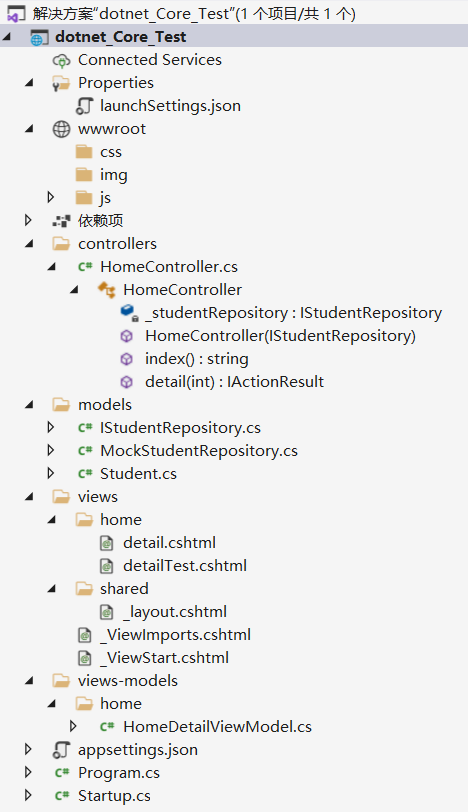 解决方案"dotnet_Core_Test"(1 个项目/共 1 个)
dotnet_Core_Test
Connected Services
Properties
launchSettings.json
wwwroot
css
img
js
依赖项
controllers
HomeController.cs
HomeController
_studentRepository : IStudentRepository
HomeController(IStudentRepository)
index() : string
detail(int) : IActionResult
models
IStudentRepository.cs
MockStudentRepository.cs
Student.cs
views
home
detail.cshtml
detailTest.cshtml
shared
_layout.cshtml
_ViewImports.cshtml
_ViewStart.cshtml
views-models
home
HomeDetailViewModel.cs
appsettings.json
Program.cs
Startup.cs